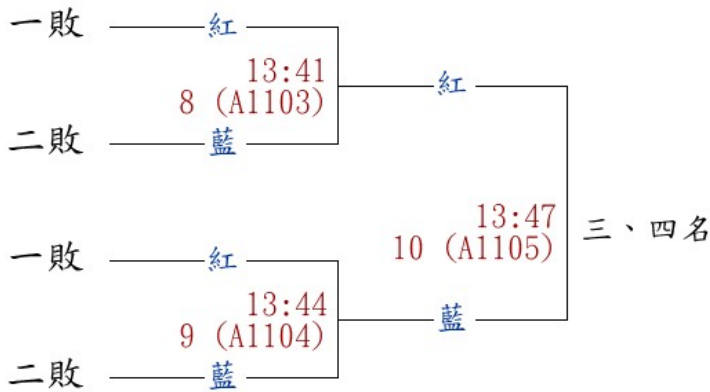 一敗
紅
13:41
8 (A1103)
紅
二敗
藍
13:47
10 (A1105)
三、四名
一敗
紅
13:44
9 (A1104)
藍
二敗
藍